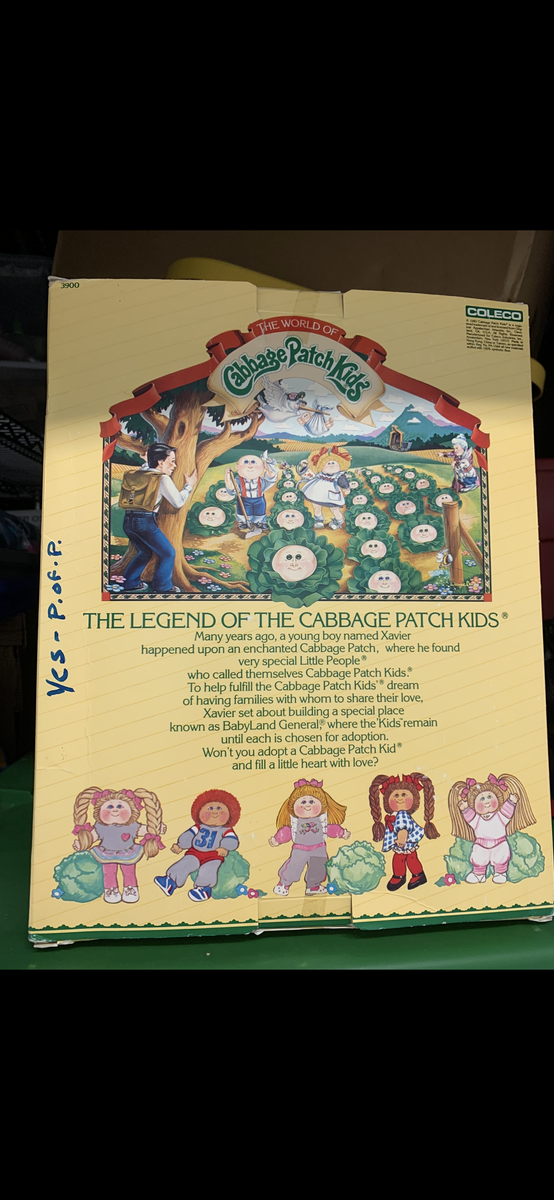 3900
COLECO
THE WORLD OF
Cabbage Patch Kids
THE LEGEND OF THE CABBAGE PATCH KIDS®
Many years ago, a young boy named Xavier
happened upon an enchanted Cabbage Patch, where he found
very special Little People®
who called themselves Cabbage Patch Kids.®
To help fulfill the Cabbage Patch Kids'® dream
of having families with whom to share their love,
Xavier set about building a special place
known as BabyLand General,® where the 'Kids' remain
until each is chosen for adoption.
Won't you adopt a Cabbage Patch Kid®
and fill a little heart with love?
Yes - P. of. P.
31